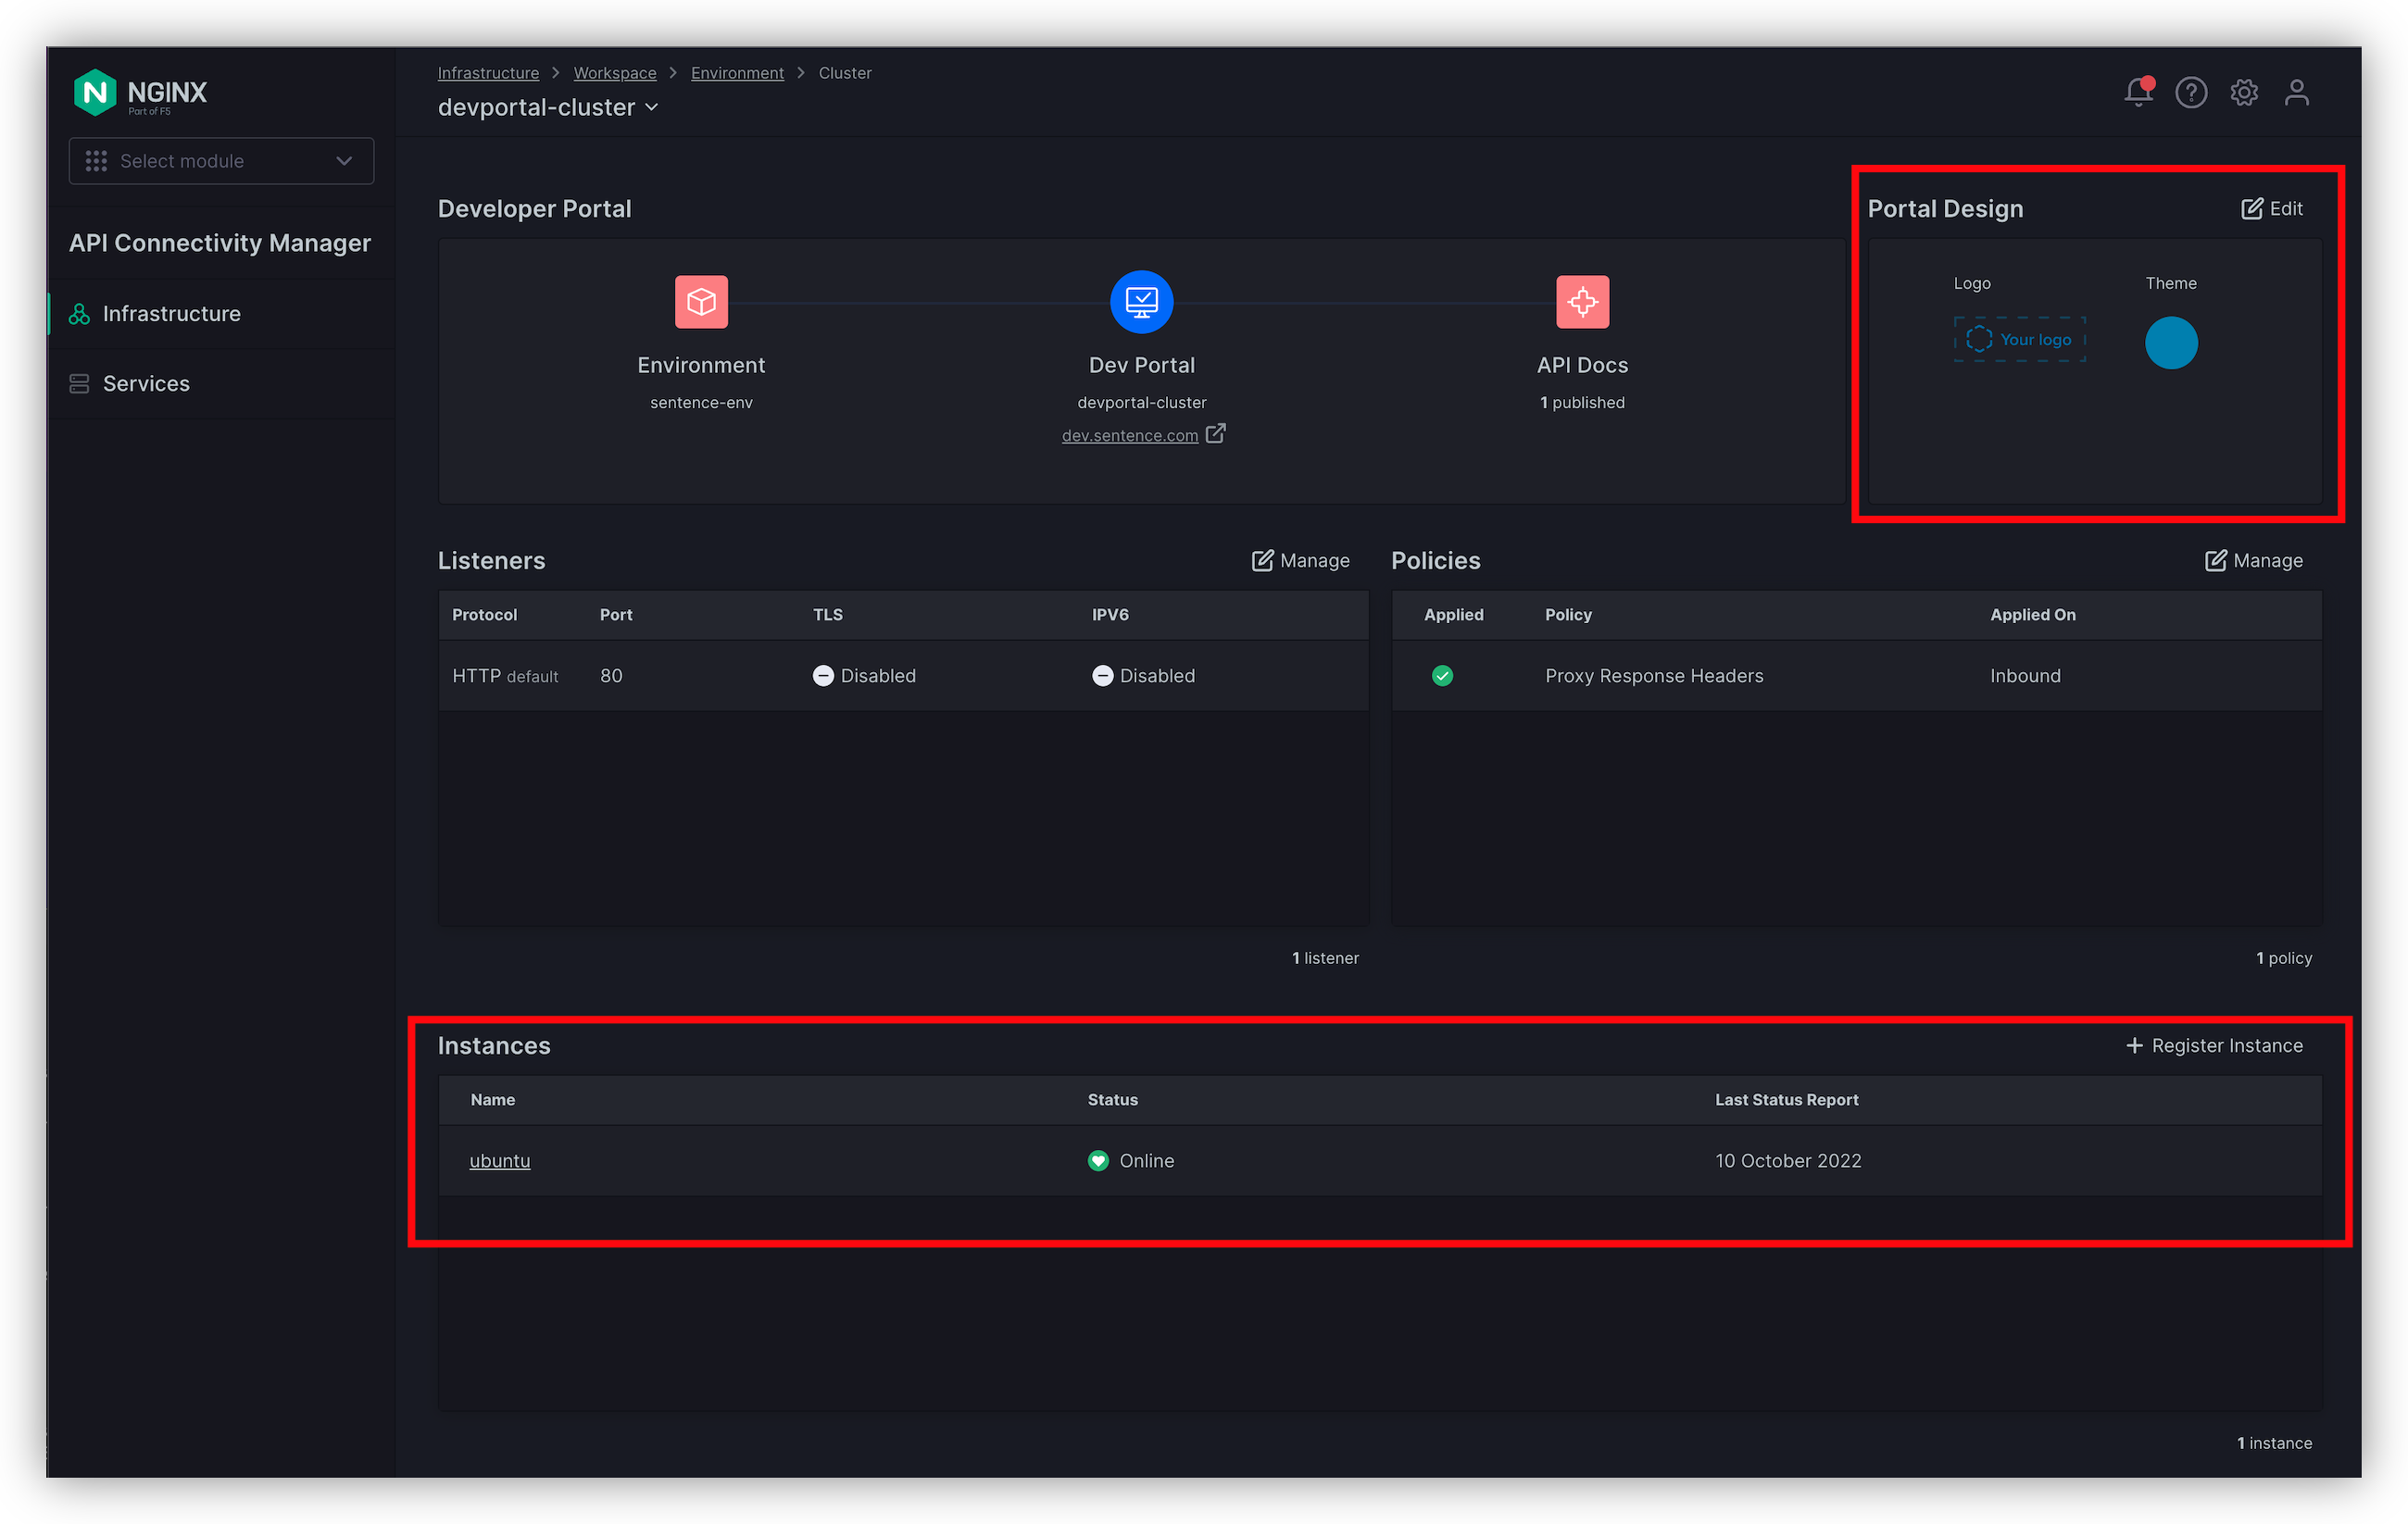 NGINX
Part of F5
Select module
API Connectivity Manager
Infrastructure
Services
Infrastructure > Workspace > Environment > Cluster
devportal-cluster
Developer Portal
Environment
sentence-env
Dev Portal
devportal-cluster
dev.sentence.com
API Docs
1 published
Portal Design
Edit
Logo
Theme
Your logo
Listeners
Manage
Protocol Port TLS IPV6
HTTP default 80 Disabled Disabled
1 listener
Policies
Manage
Applied Policy Applied On
Proxy Response Headers Inbound
1 policy
Instances
Register Instance
Name Status Last Status Report
ubuntu Online 10 October 2022
1 instance